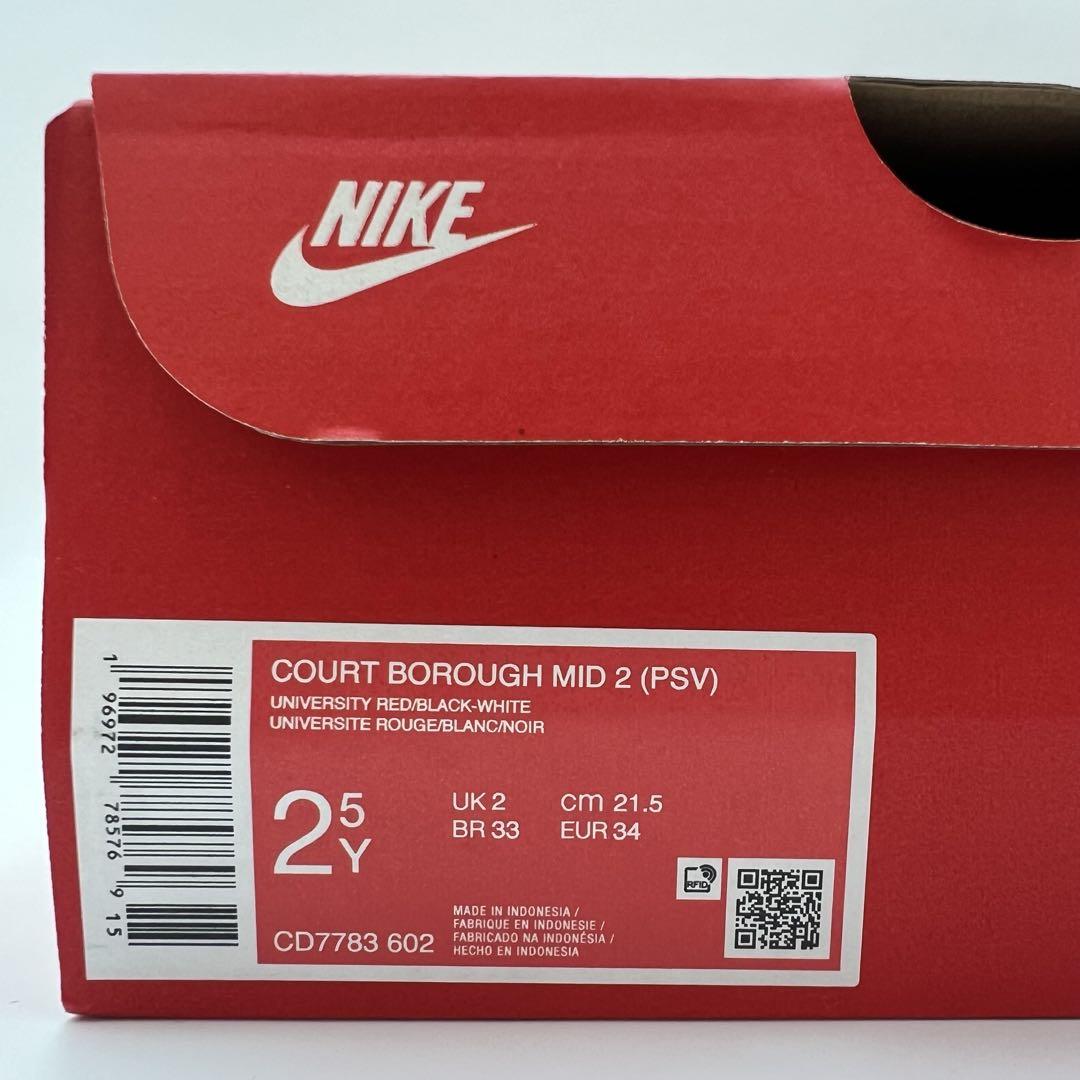 NIKE
COURT BOROUGH MID 2 (PSV)
UNIVERSITY RED/BLACK-WHITE
UNIVERSITE ROUGE/BLANC/NOIR
2 5 Y
UK 2 cm 21.5
BR 33 EUR 34
RFID
MADE IN INDONESIA /
FABRIQUE EN INDONESIE /
FABRICADO NA INDONÉSIA /
HECHO EN INDONESIA
CD7783 602
1 96972 78576 9 15